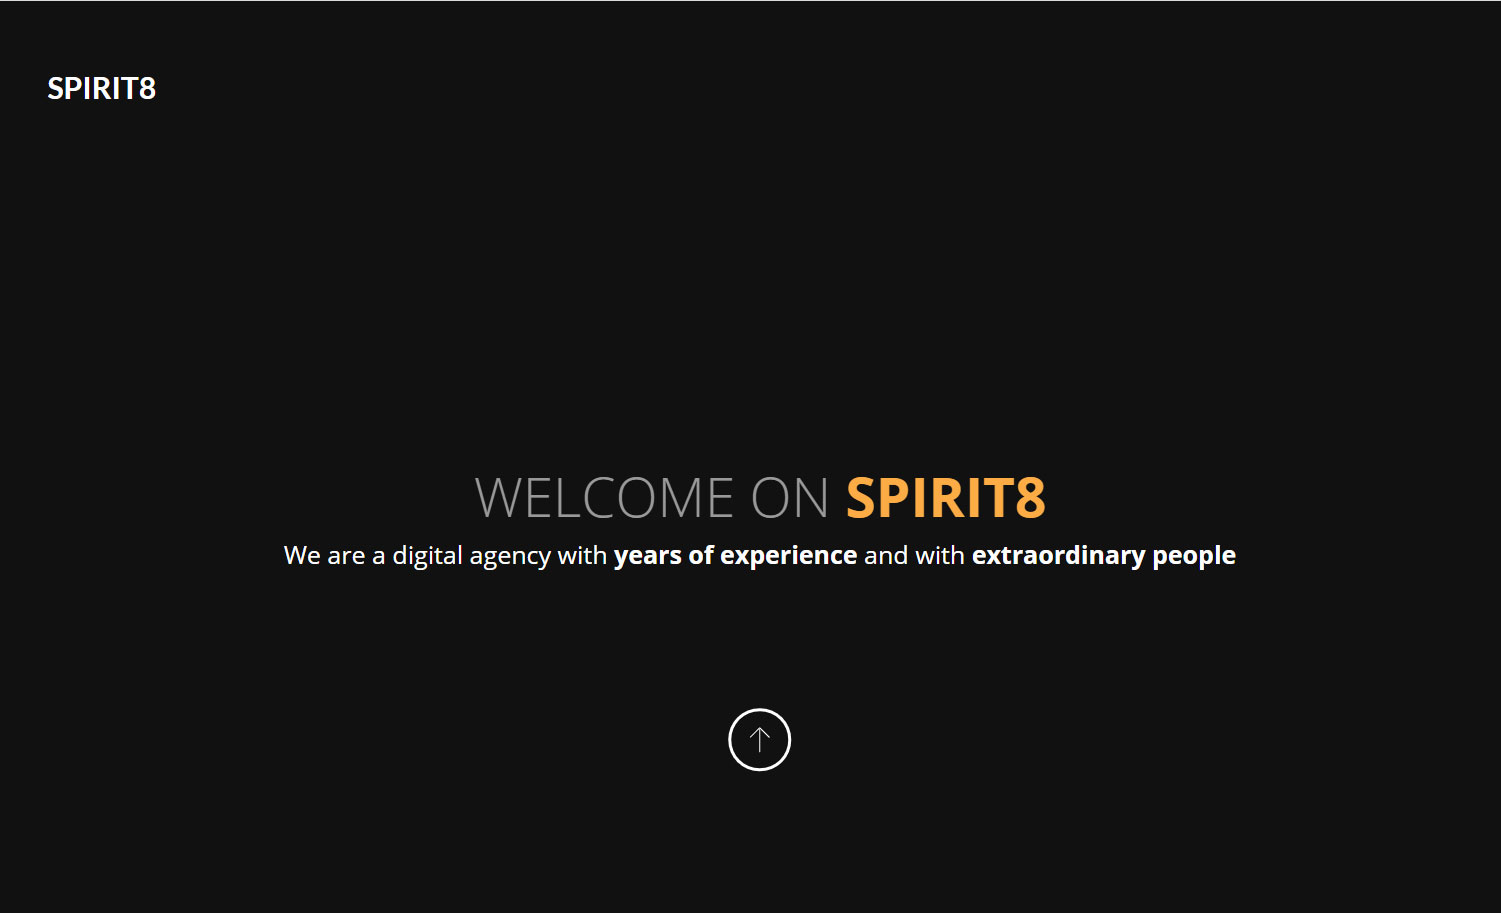 SPIRIT8
WELCOME ON SPIRIT8
We are a digital agency with years of experience and with extraordinary people